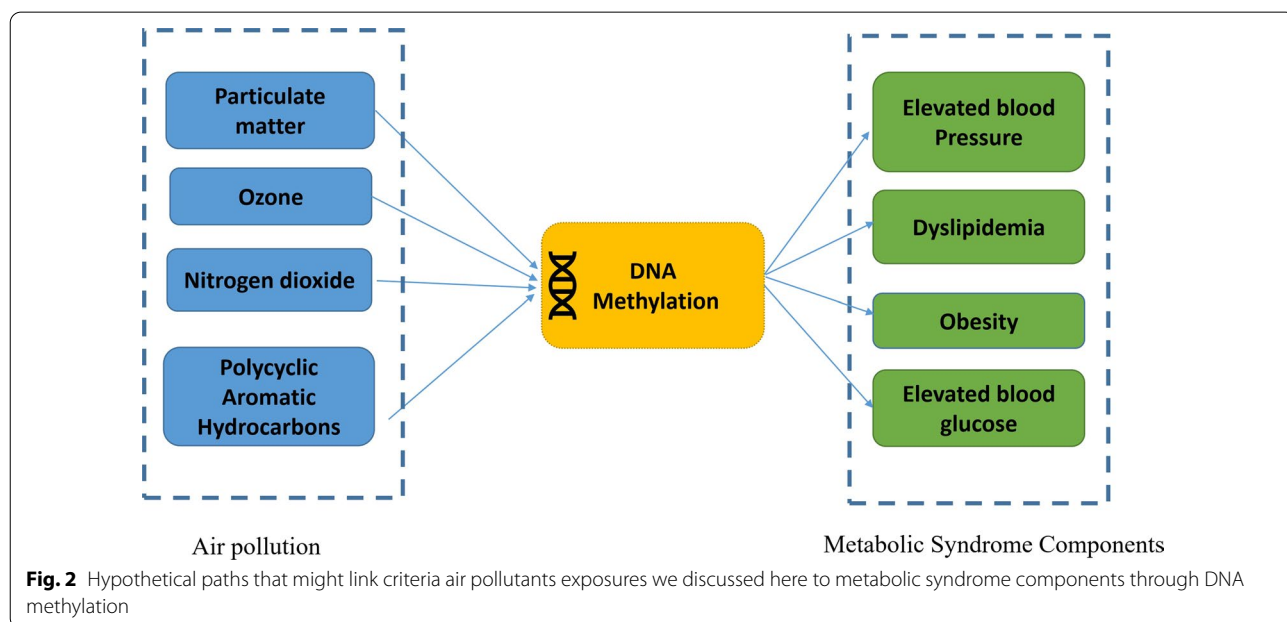 Particulate
matter
Ozone
Nitrogen dioxide
Polycyclic
Aromatic
Hydrocarbons
Air pollution
DNA
Methylation
Elevated blood
Pressure
Dyslipidemia
Obesity
Elevated blood
glucose
Metabolic Syndrome Components
Fig. 2 Hypothetical paths that might link criteria air pollutants exposures we discussed here to metabolic syndrome components through DNA
methylation